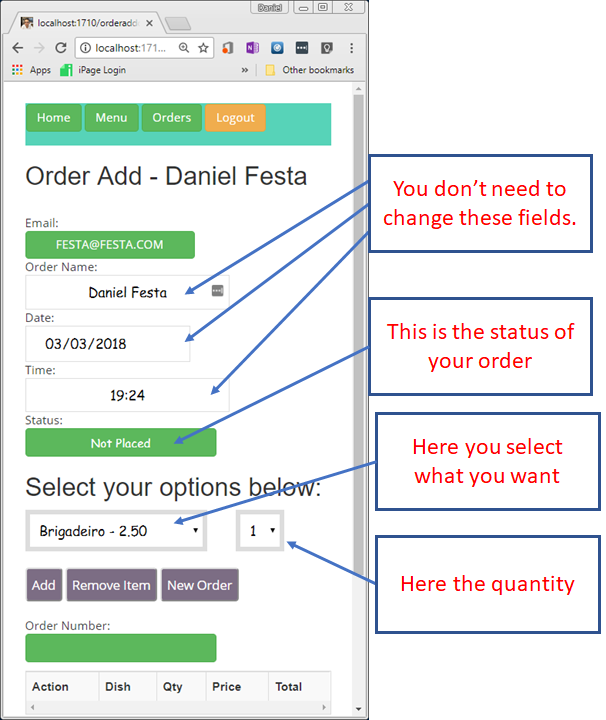 Daniel
localhost:1710/orderadd
localhost:171...
Apps iPage Login » Other bookmarks
Home Menu Orders Logout
Order Add - Daniel Festa
Email:
FESTA@FESTA.COM
Order Name:
Daniel Festa
Date:
03/03/2018
Time:
19:24
Status:
Not Placed
Select your options below:
Brigadeiro - 2.50 1
Add Remove Item New Order
Order Number:
Action Dish Qty Price Total
You don’t need to
change these fields.
This is the status of
your order
Here you select
what you want
Here the quantity